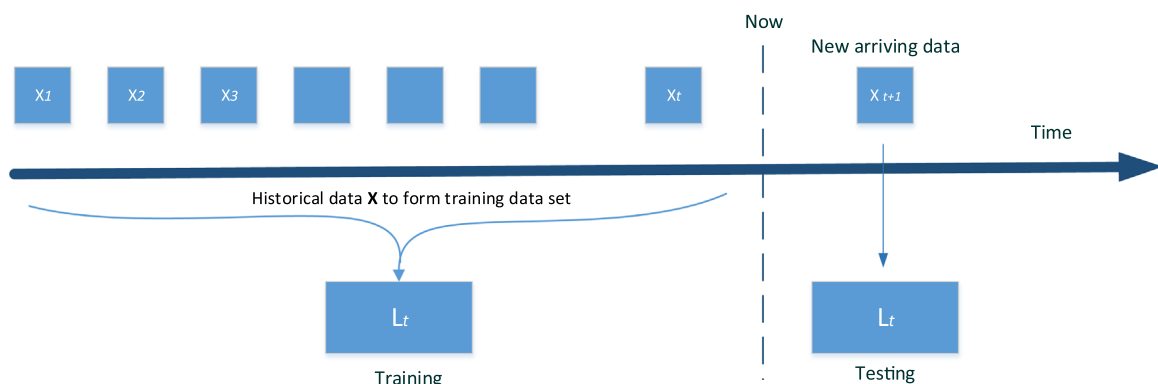 Now
New arriving data
X1 X2 X3 Xt X t+1
Time
Historical data X to form training data set
Lt Lt
Training Testing